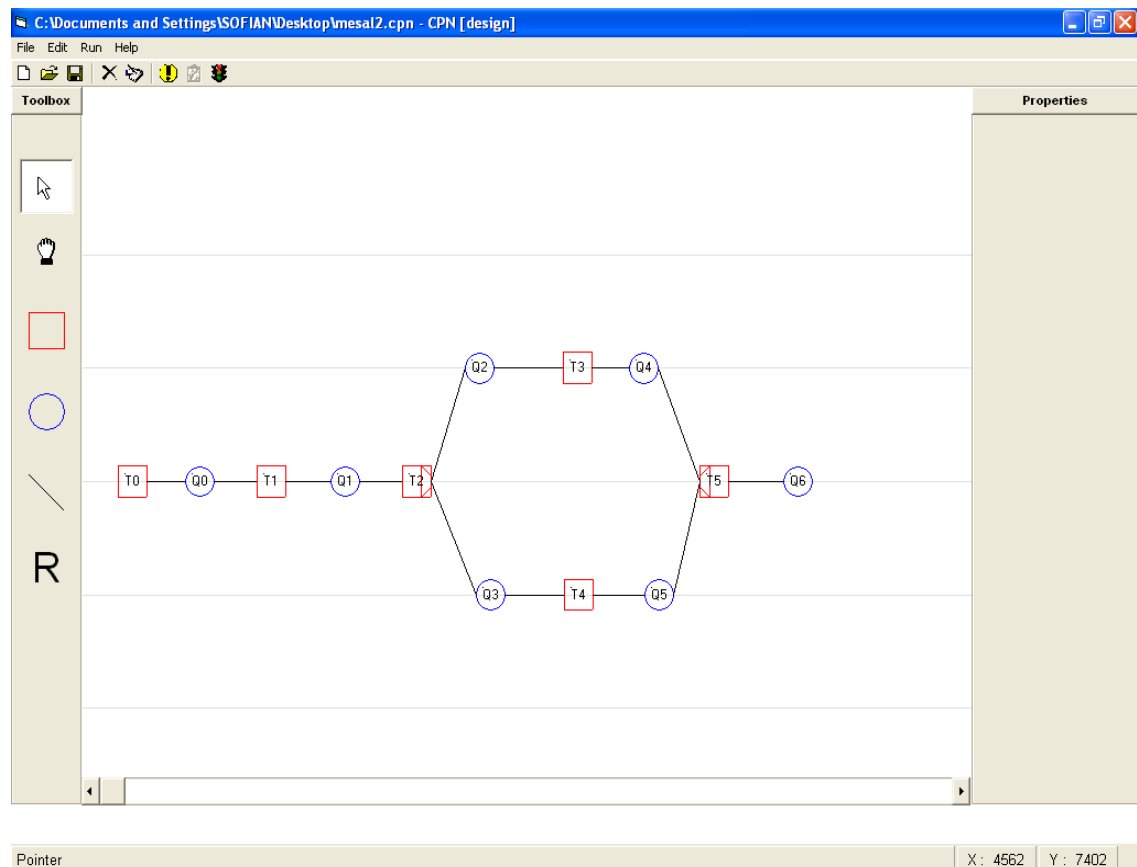 C:\Documents and Settings\SOFIAN\Desktop\mesal2.cpn - CPN [design]
File Edit Run Help
Toolbox
Properties
Q2 T3 Q4
T0 Q0 T1 Q1 T2 T5 Q6
Q3 T4 Q5
R
Pointer
X : 4562 Y : 7402